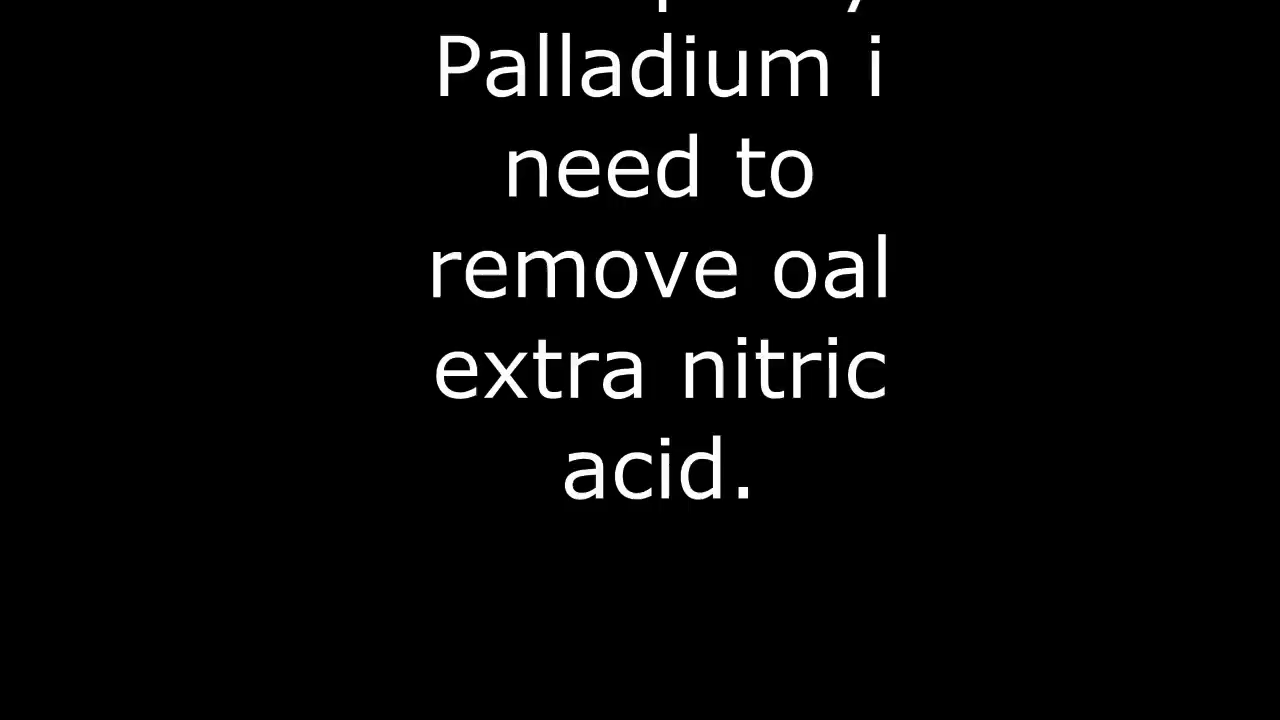 Palladium i
need to
remove oal
extra nitric
acid.